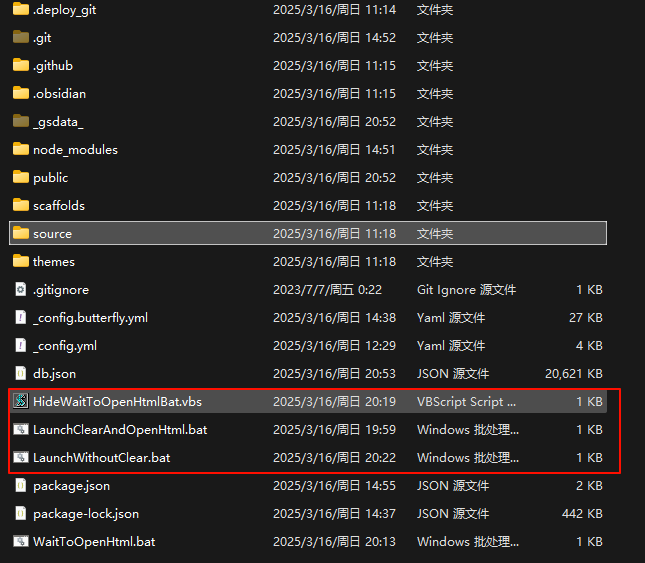 .deploy_git 2025/3/16/周日 11:14 文件夹
.git 2025/3/16/周日 14:52 文件夹
.github 2025/3/16/周日 11:15 文件夹
.obsidian 2025/3/16/周日 11:15 文件夹
_gsdata_ 2025/3/16/周日 20:52 文件夹
node_modules 2025/3/16/周日 14:51 文件夹
public 2025/3/16/周日 20:52 文件夹
scaffolds 2025/3/16/周日 11:18 文件夹
source 2025/3/16/周日 11:18 文件夹
themes 2025/3/16/周日 11:18 文件夹
.gitignore 2023/7/7/周五 0:22 Git Ignore 源文件 1 KB
_config.butterfly.yml 2025/3/16/周日 14:38 Yaml 源文件 27 KB
_config.yml 2025/3/16/周日 12:29 Yaml 源文件 4 KB
db.json 2025/3/16/周日 20:53 JSON 源文件 20,621 KB
HideWaitToOpenHtmlBat.vbs 2025/3/16/周日 20:19 VBScript Script ... 1 KB
LaunchClearAndOpenHtml.bat 2025/3/16/周日 19:59 Windows 批处理... 1 KB
LaunchWithoutClear.bat 2025/3/16/周日 20:22 Windows 批处理... 1 KB
package.json 2025/3/16/周日 14:55 JSON 源文件 2 KB
package-lock.json 2025/3/16/周日 14:37 JSON 源文件 442 KB
WaitToOpenHtml.bat 2025/3/16/周日 20:13 Windows 批处理... 1 KB